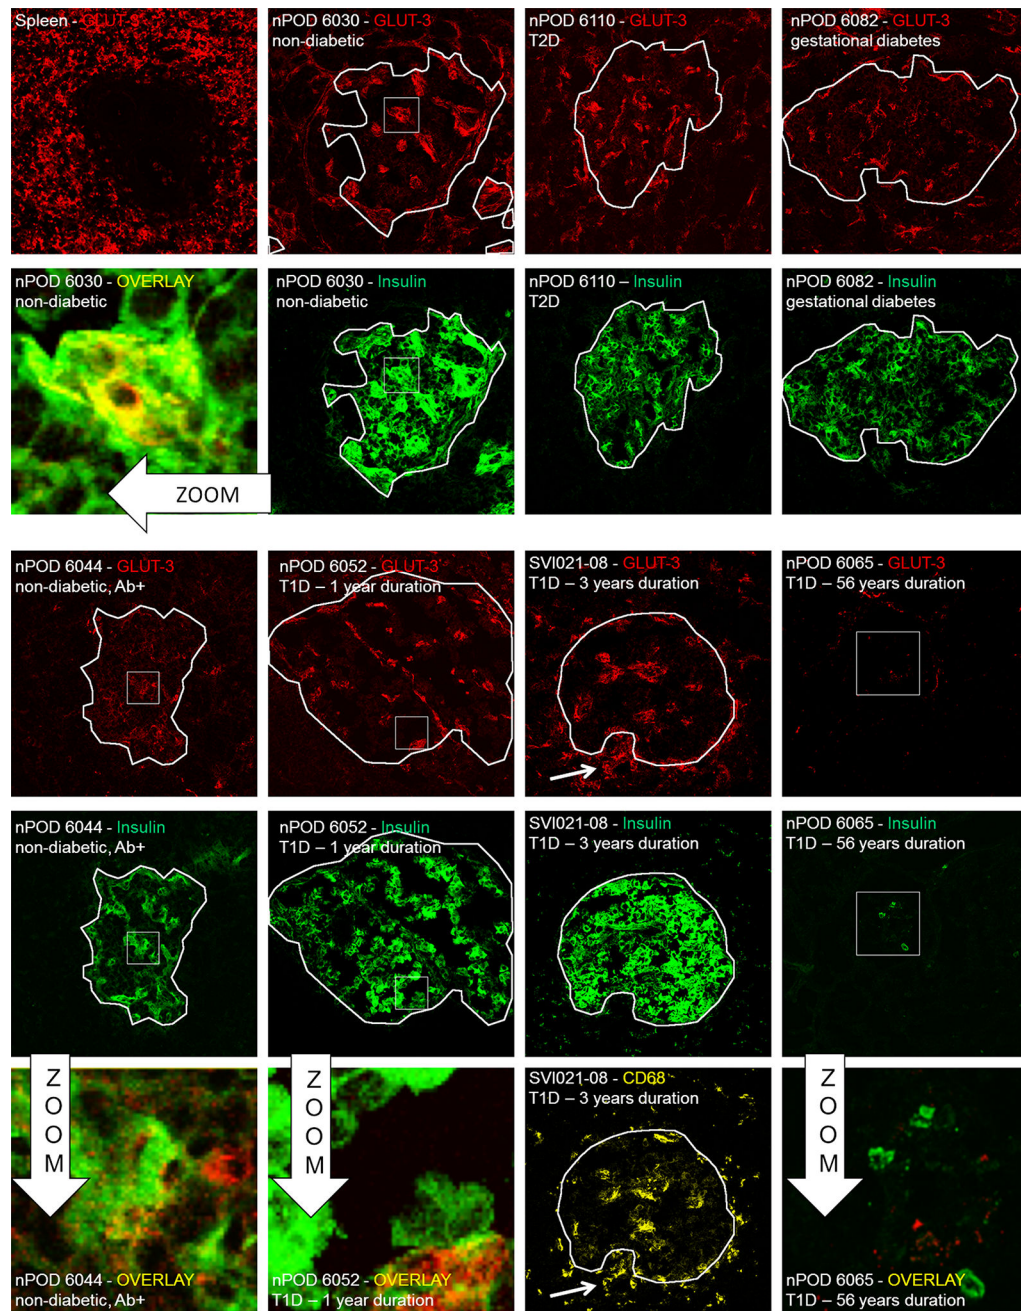 Spleen - GLUT-3
nPOD 6030 - GLUT-3
non-diabetic
nPOD 6110 - GLUT-3
T2D
nPOD 6082 - GLUT-3
gestational diabetes
nPOD 6030 - OVERLAY
non-diabetic
ZOOM
nPOD 6030 - Insulin
non-diabetic
nPOD 6110 – Insulin
T2D
nPOD 6082 - Insulin
gestational diabetes
nPOD 6044 - GLUT-3
non-diabetic, Ab+
nPOD 6052 - GLUT-3
T1D – 1 year duration
SVI021-08 - GLUT-3
T1D – 3 years duration
nPOD 6065 - GLUT-3
T1D – 56 years duration
nPOD 6044 - Insulin
non-diabetic, Ab+
nPOD 6052 - Insulin
T1D – 1 year duration
SVI021-08 - Insulin
T1D – 3 years duration
nPOD 6065 - Insulin
T1D – 56 years duration
ZOOM
nPOD 6044 - OVERLAY
non-diabetic, Ab+
ZOOM
nPOD 6052 - OVERLAY
T1D – 1 year duration
SVI021-08 - CD68
T1D – 3 years duration
ZOOM
nPOD 6065 - OVERLAY
T1D – 56 years duration